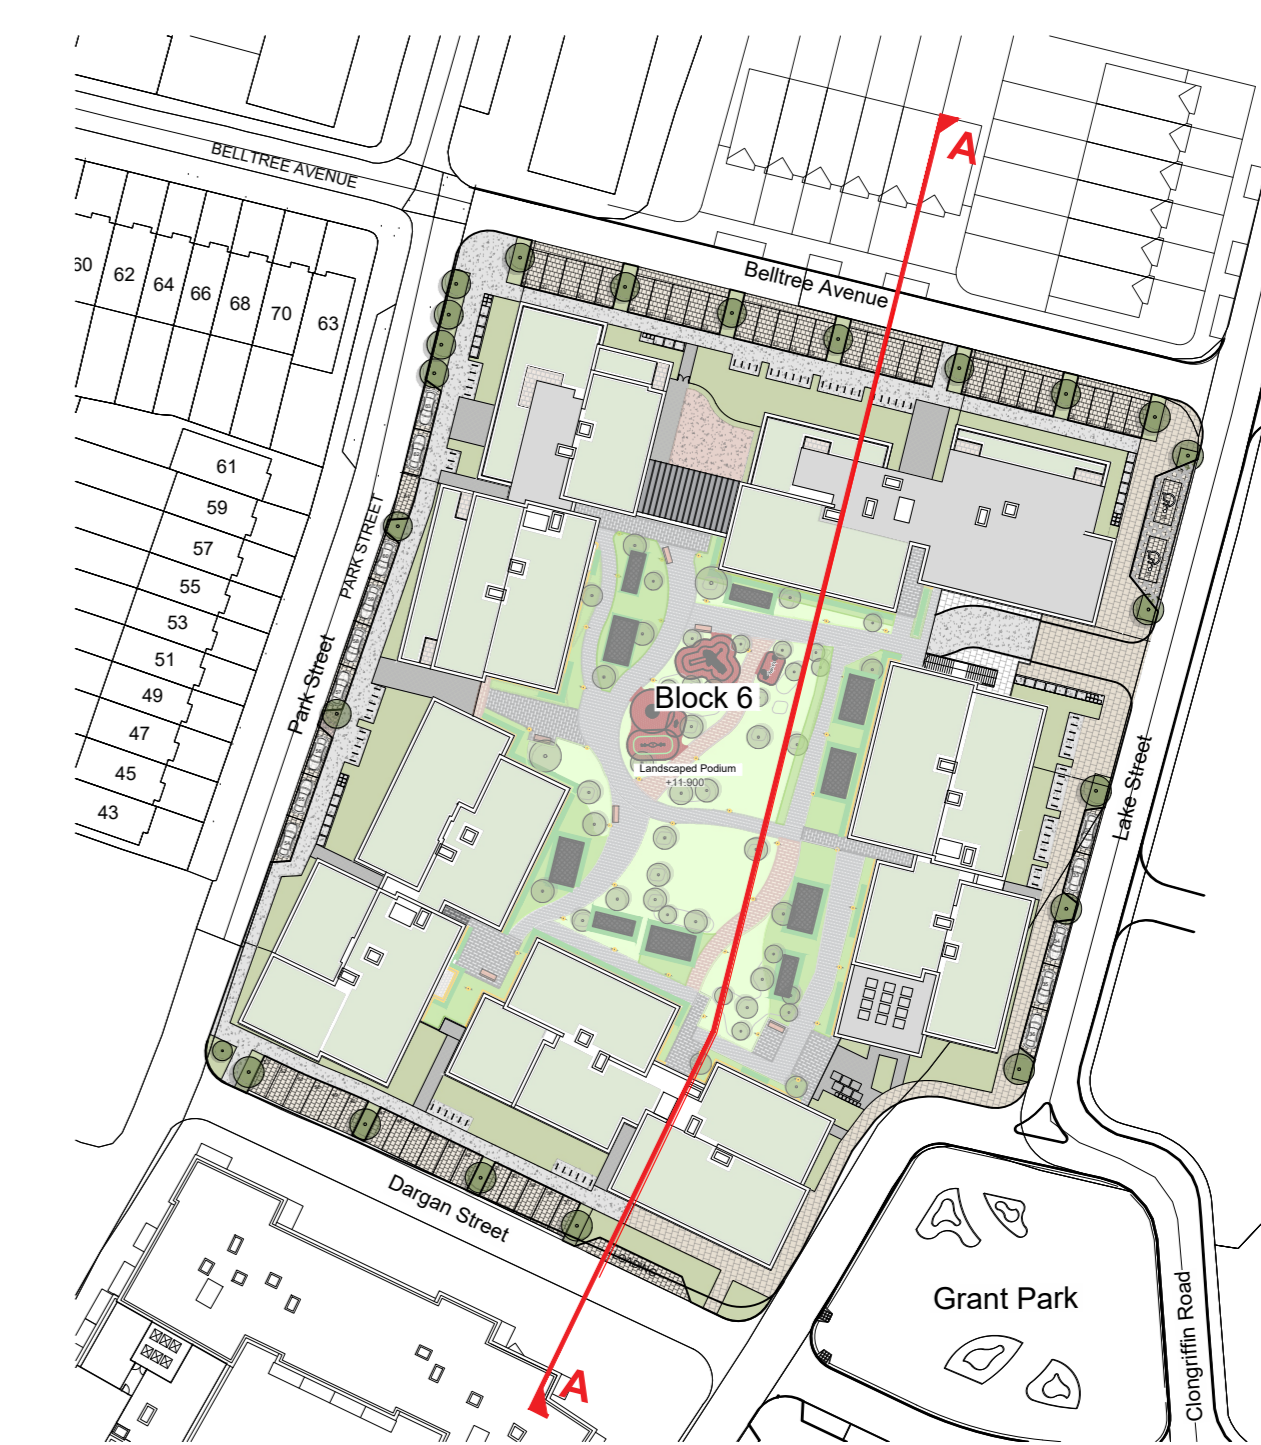 A
BELLTREE AVENUE
Belltree Avenue
60
62
64
66
68
70
63
61
59
57
55
53
51
49
47
45
43
PARK STREET
Park Street
Block 6
Landscaped Podium
+11.900
Lake Street
Dargan Street
LOADING
Grant Park
Clongriffin Road
A